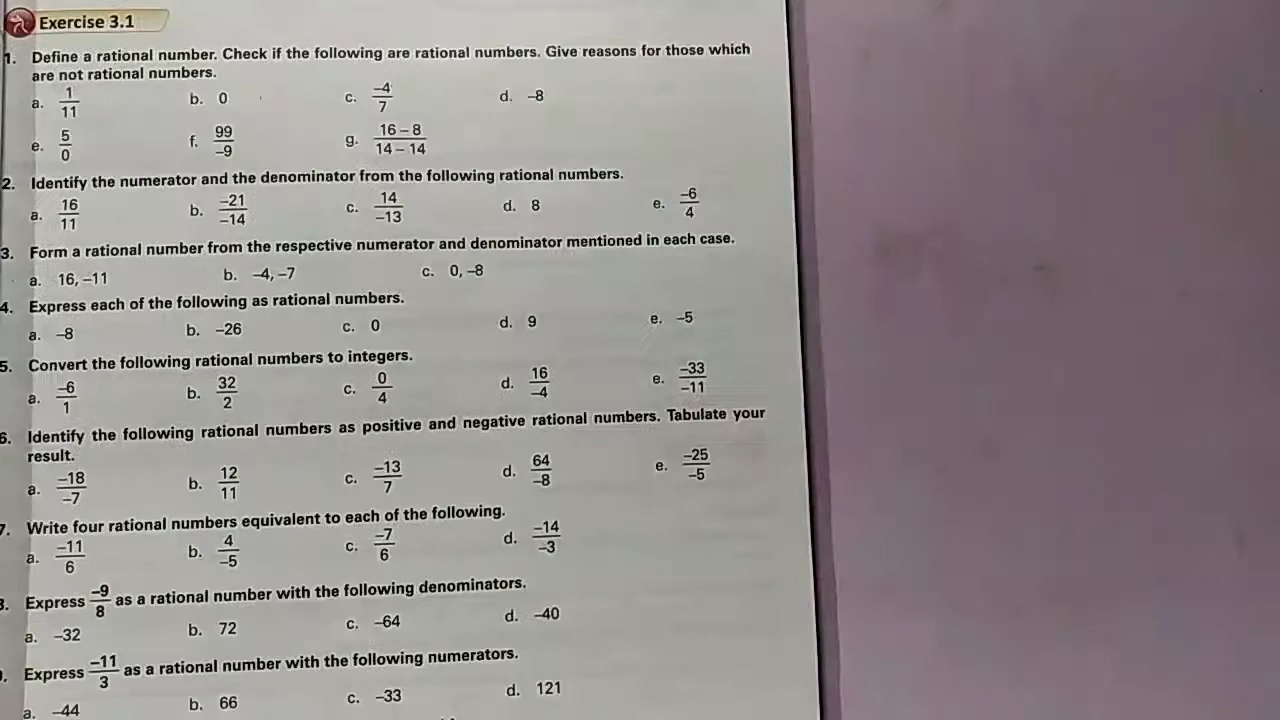 Exercise 3.1
1. Define a rational number. Check if the following are rational numbers. Give reasons for those which
are not rational numbers.
a. 1/11 b. 0 c. –4/7 d. –8
e. 5/0 f. 99/–9 g. 16 – 8/14 – 14
2. Identify the numerator and the denominator from the following rational numbers.
a. 16/11 b. –21/–14 c. 14/–13 d. 8 e. –6/4
3. Form a rational number from the respective numerator and denominator mentioned in each case.
a. 16, –11 b. –4, –7 c. 0, –8
4. Express each of the following as rational numbers.
a. –8 b. –26 c. 0 d. 9 e. –5
5. Convert the following rational numbers to integers.
a. –6/1 b. 32/2 c. 0/4 d. 16/–4 e. –33/–11
6. Identify the following rational numbers as positive and negative rational numbers. Tabulate your
result.
a. –18/–7 b. 12/11 c. –13/7 d. 64/–8 e. –25/–5
7. Write four rational numbers equivalent to each of the following.
a. –11/6 b. 4/–5 c. –7/6 d. –14/–3
8. Express –9/8 as a rational number with the following denominators.
a. –32 b. 72 c. –64 d. –40
. Express –11/3 as a rational number with the following numerators.
a. –44 b. 66 c. –33 d. 121